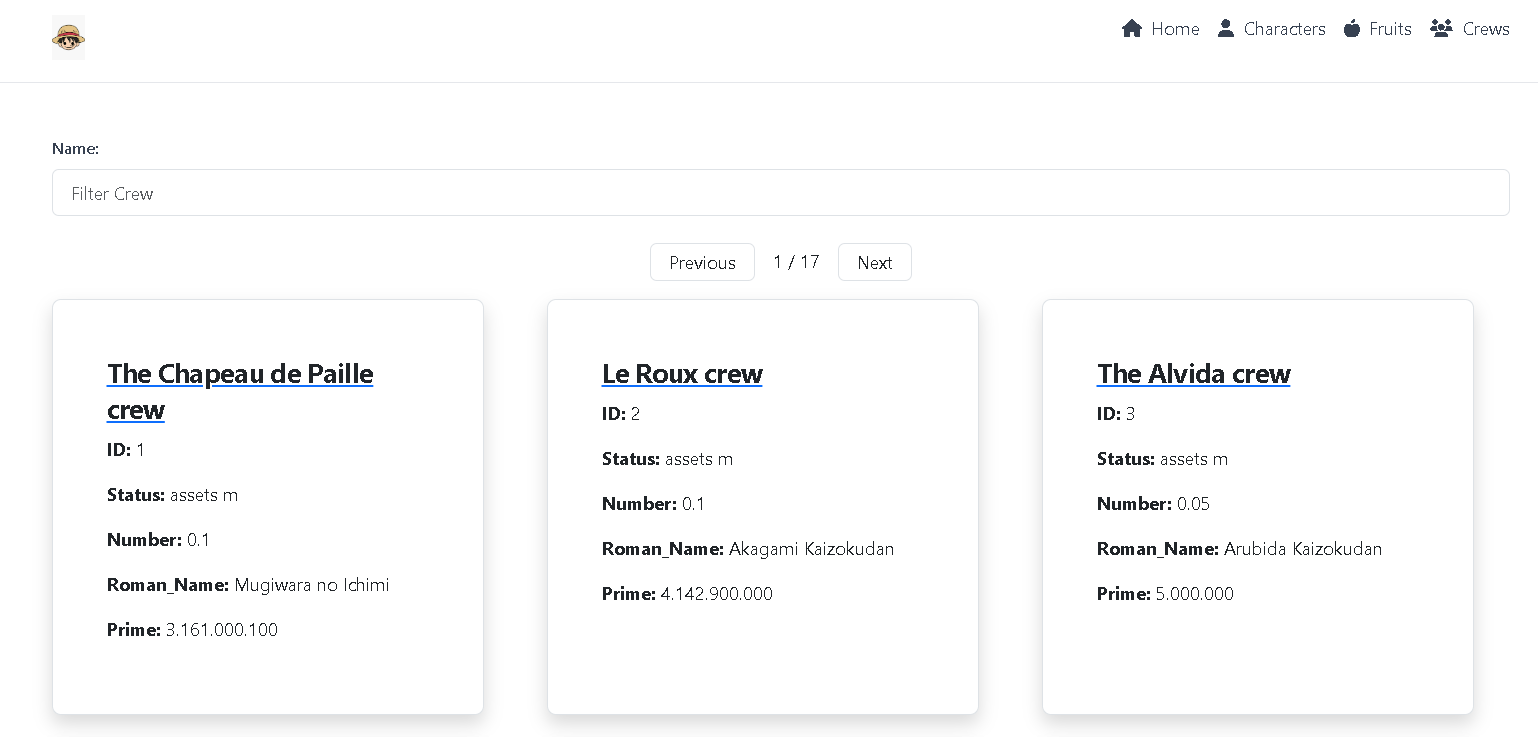 Home Characters Fruits Crews
Name:
Filter Crew
Previous 1 / 17 Next
The Chapeau de Paille
crew
ID: 1
Status: assets m
Number: 0.1
Roman_Name: Mugiwara no Ichimi
Prime: 3.161.000.100
Le Roux crew
ID: 2
Status: assets m
Number: 0.1
Roman_Name: Akagami Kaizokudan
Prime: 4.142.900.000
The Alvida crew
ID: 3
Status: assets m
Number: 0.05
Roman_Name: Arubida Kaizokudan
Prime: 5.000.000